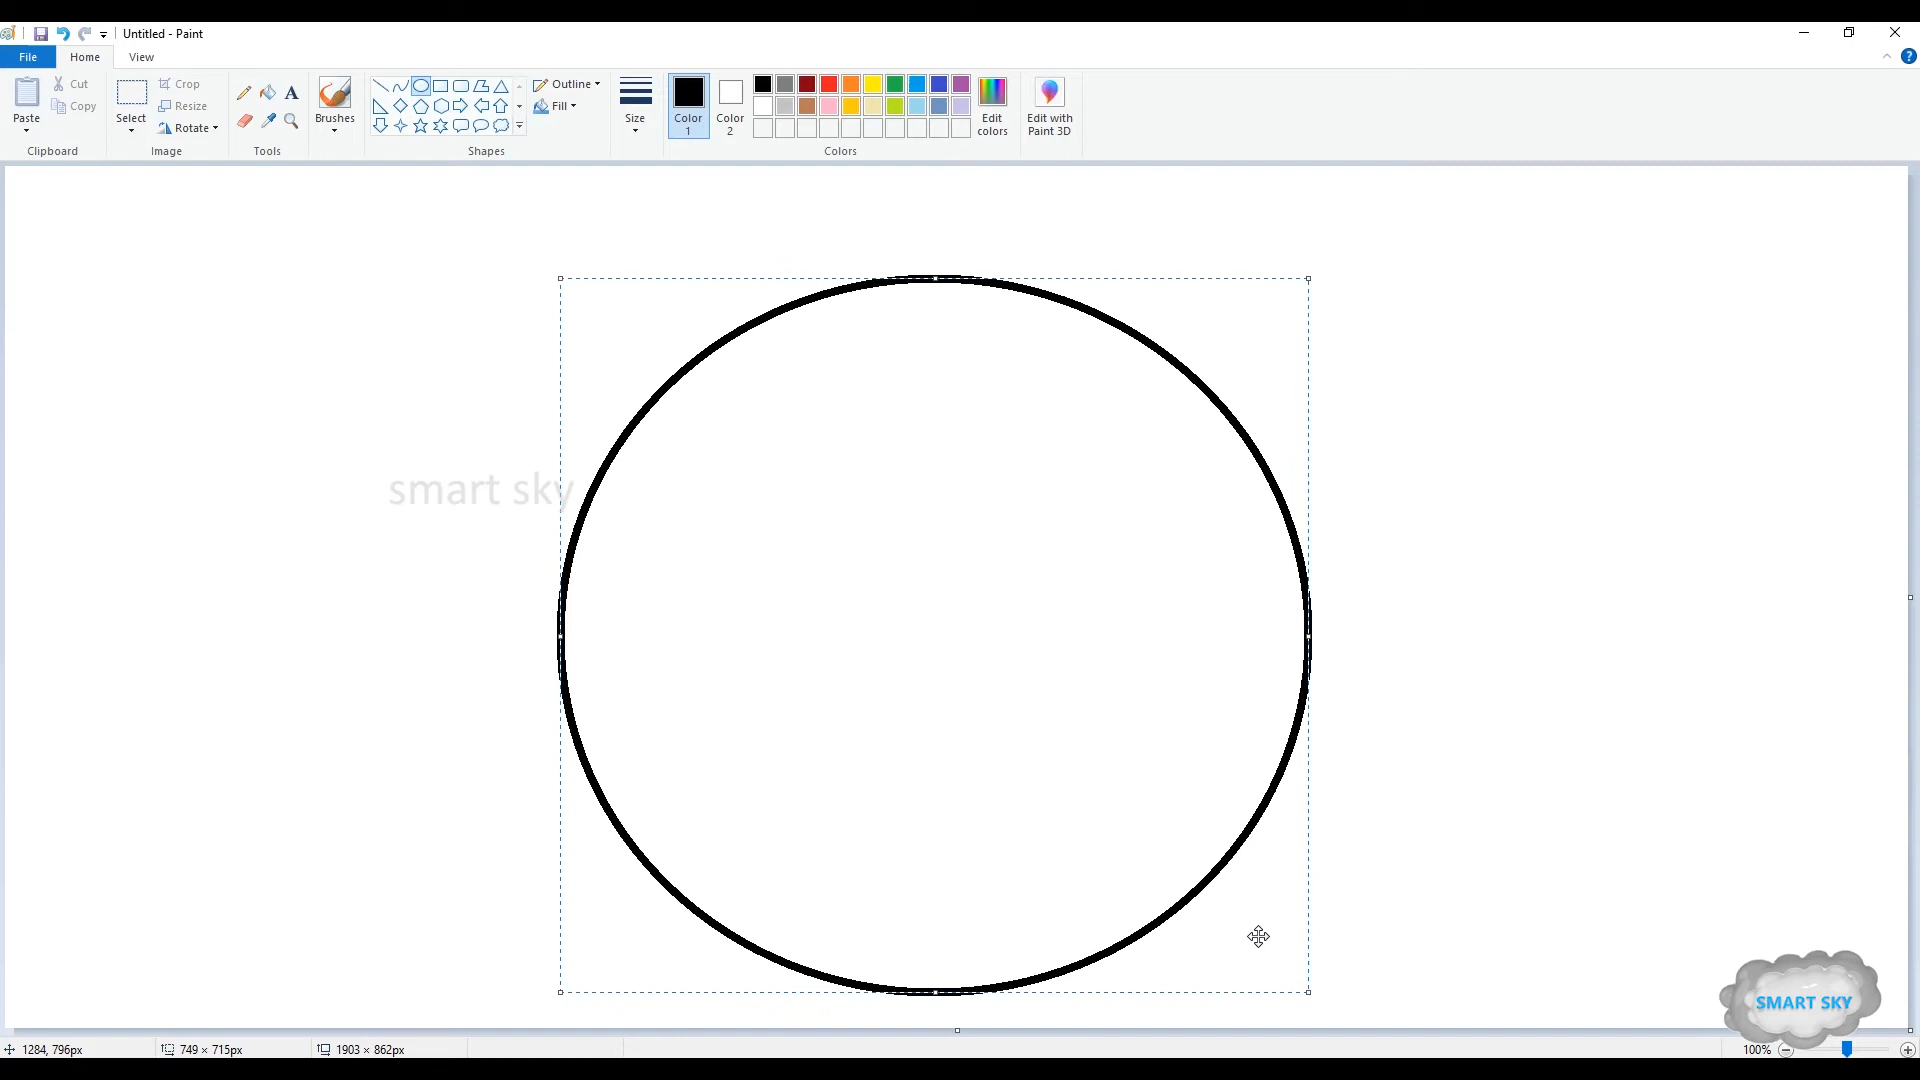 Untitled - Paint
File Home View
Paste
Cut
Copy
Clipboard
Select
Crop
Resize
Rotate
Image
A
Tools
Brushes
Shapes
Outline
Fill
Size
Color 1
Color 2
Colors
Edit colors
Edit with Paint 3D
?
smart sky
SMART SKY
1284, 796px
749 × 715px
1903 × 862px
100%